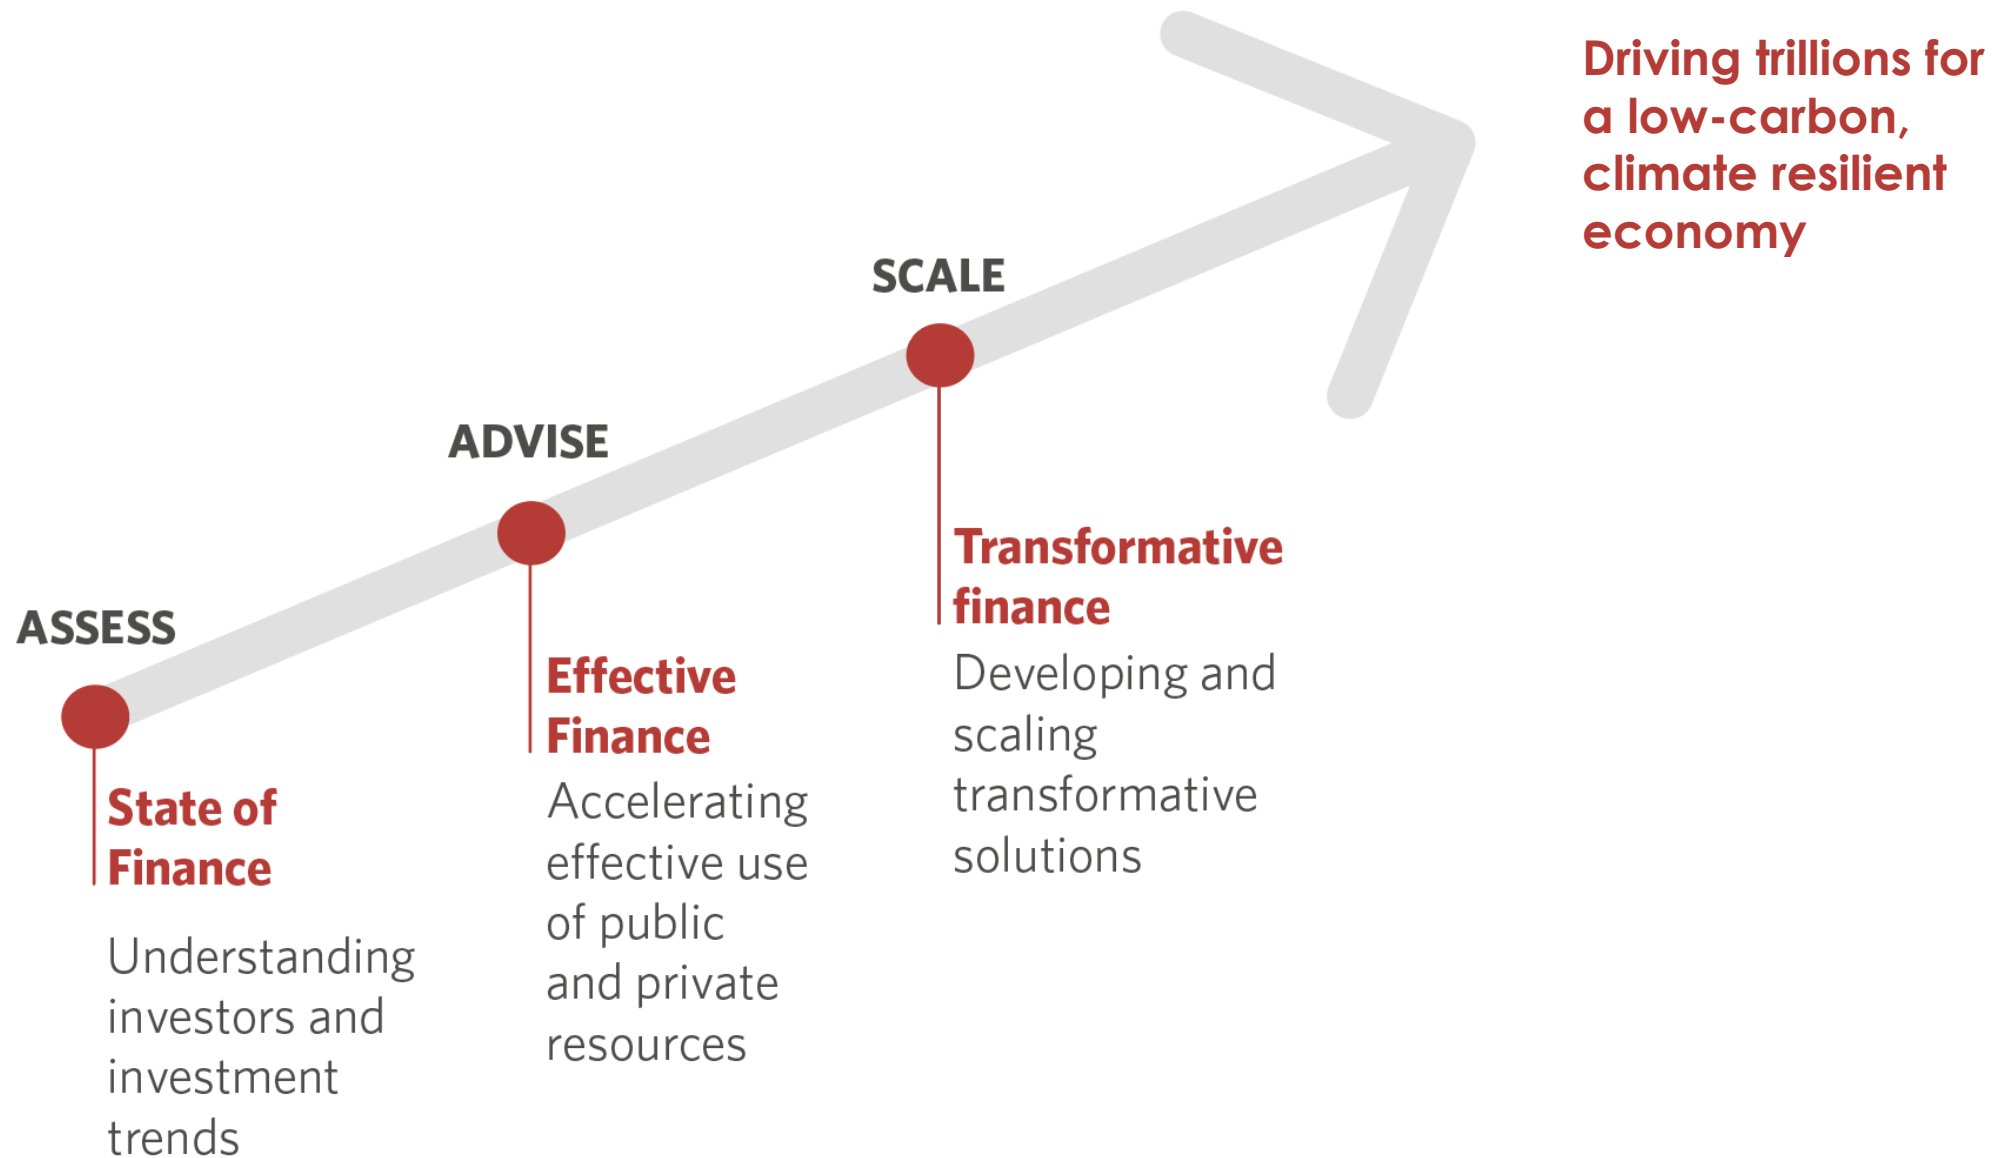 ASSESS
State of
Finance
Understanding
investors and
investment
trends
ADVISE
Effective
Finance
Accelerating
effective use
of public
and private
resources
SCALE
Transformative
finance
Developing and
scaling
transformative
solutions
Driving trillions for
a low-carbon,
climate resilient
economy